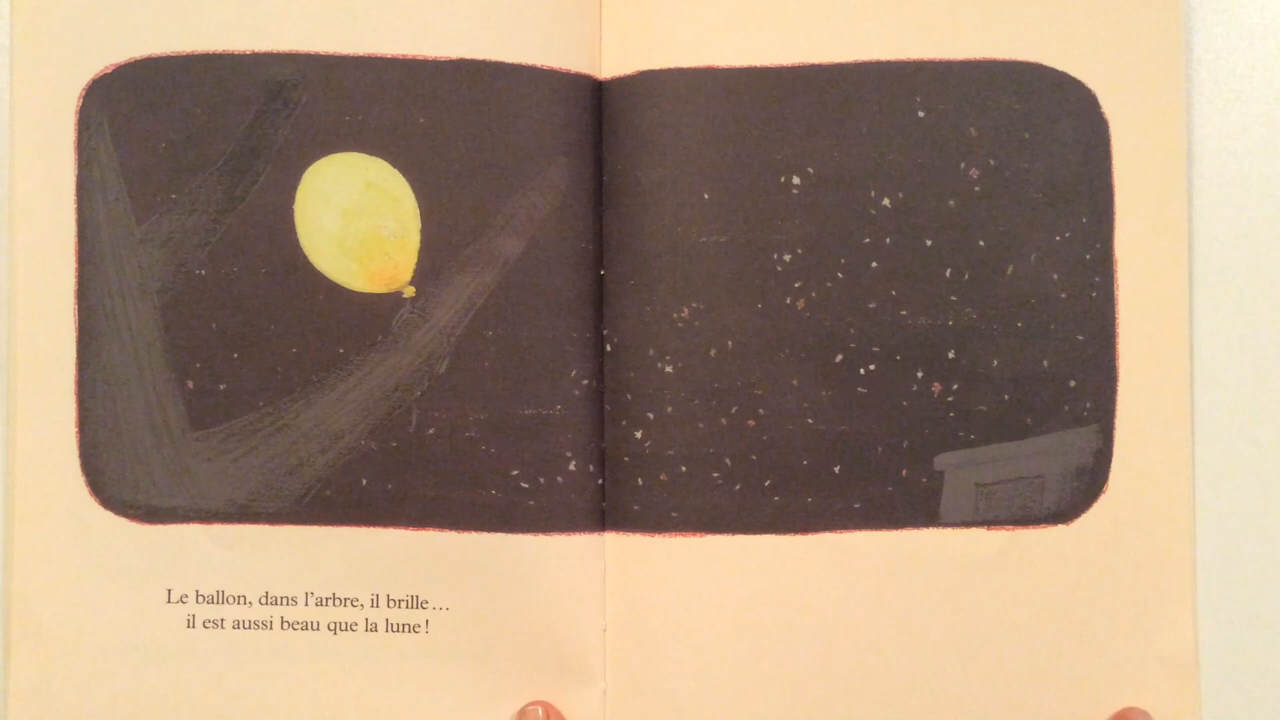 Le ballon, dans l'arbre, il brille…
il est aussi beau que la lune !